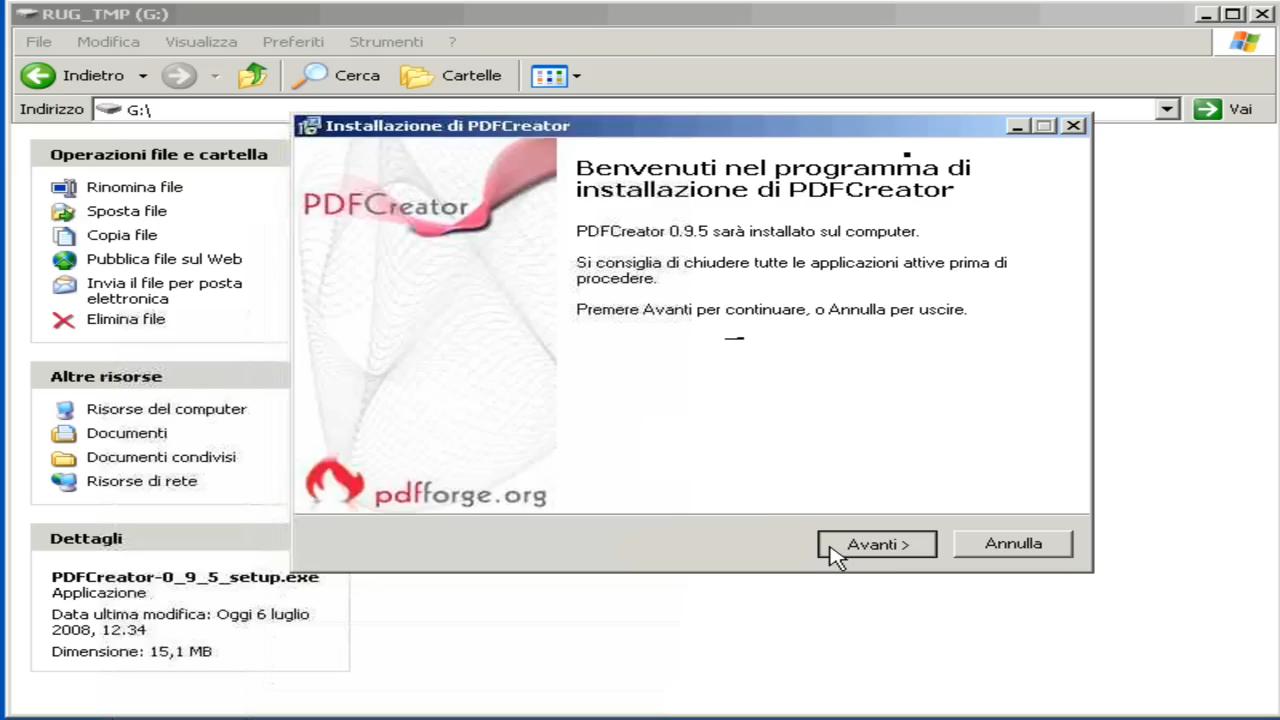 RUG_TMP (G:)
File Modifica Visualizza Preferiti Strumenti ?
Indietro Cerca Cartelle
Indirizzo G:\ Vai
Operazioni file e cartella
Rinomina file
Sposta file
Copia file
Pubblica file sul Web
Invia il file per posta
elettronica
Elimina file
Altre risorse
Risorse del computer
Documenti
Documenti condivisi
Risorse di rete
Dettagli
PDFCreator-0_9_5_setup.exe
Applicazione
Data ultima modifica: Oggi 6 luglio
2008, 12.34
Dimensione: 15,1 MB
Installazione di PDFCreator
PDFCreator
pdfforge.org
Benvenuti nel programma di
installazione di PDFCreator
PDFCreator 0.9.5 sarà installato sul computer.
Si consiglia di chiudere tutte le applicazioni attive prima di
procedere.
Premere Avanti per continuare, o Annulla per uscire.
Avanti >
Annulla